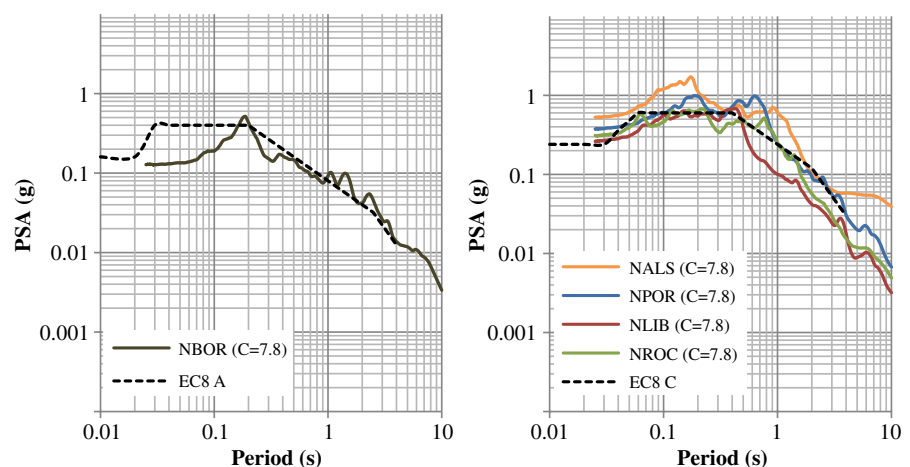 PSA (g)
1
0.1
0.01
0.001
NBOR (C=7.8)
EC8 A
0.01
0.1
1
10
Period (s)
PSA (g)
1
0.1
0.01
0.001
NALS (C=7.8)
NPOR (C=7.8)
NLIB (C=7.8)
NROC (C=7.8)
EC8 C
0.01
0.1
1
10
Period (s)